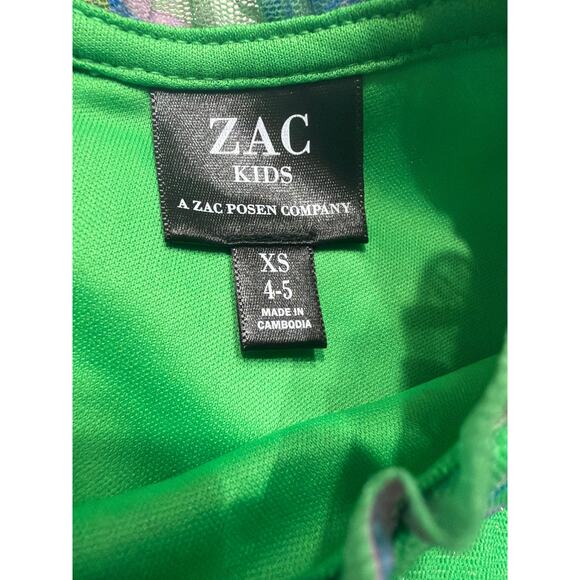 ZAC
KIDS
A ZAC POSEN COMPANY
XS
4-5
MADE IN
CAMBODIA